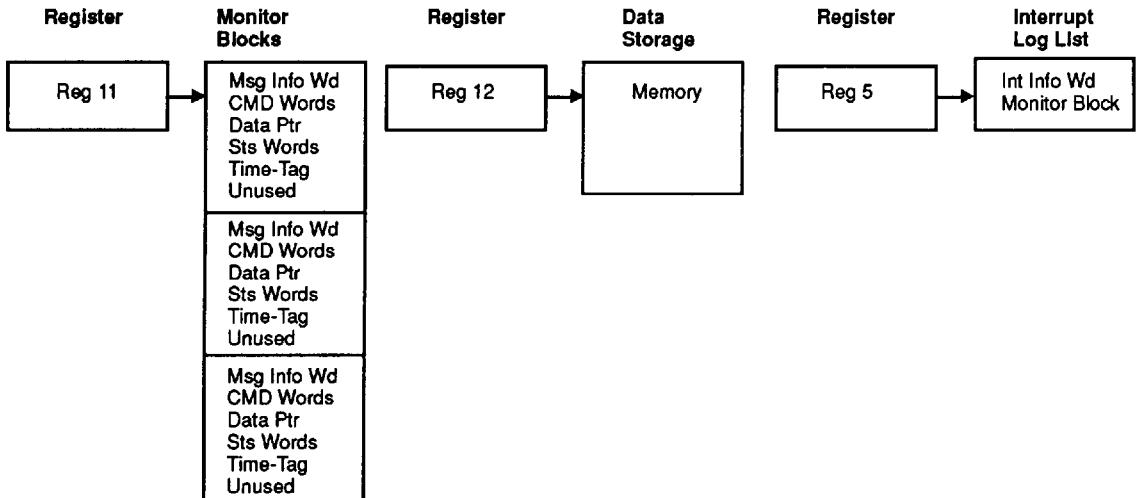 Register
Monitor
Blocks
Register
Data
Storage
Register
Interrupt
Log List
Reg 11
Msg Info Wd
CMD Words
Data Ptr
Sts Words
Time-Tag
Unused
Msg Info Wd
CMD Words
Data Ptr
Sts Words
Time-Tag
Unused
Msg Info Wd
CMD Words
Data Ptr
Sts Words
Time-Tag
Unused
Reg 12
Memory
Reg 5
Int Info Wd
Monitor Block